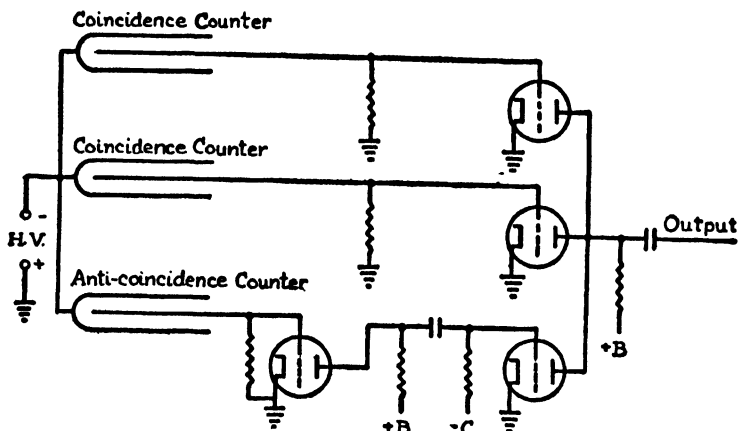 Coincidence Counter
Coincidence Counter
-
H.V.
+
Output
Anti-coincidence Counter
+B
+B
-C